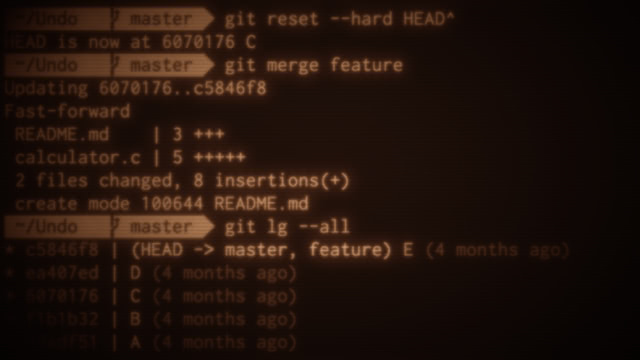 ~/Undo master git reset --hard HEAD^
HEAD is now at 6070176 C
~/Undo master git merge feature
Updating 6070176..c5846f8
Fast-forward
README.md | 3 +++
calculator.c | 5 +++++
2 files changed, 8 insertions(+)
create mode 100644 README.md
~/Undo master git lg --all
* c5846f8 | (HEAD -> master, feature) E (4 months ago)
* ea407ed | D (4 months ago)
* 6070176 | C (4 months ago)
| B (4 months ago)
| A (4 months ago)